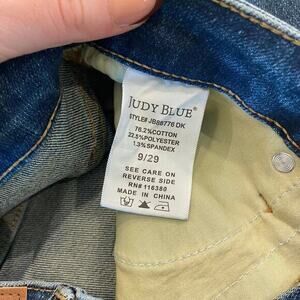 JUDY BLUE®
STYLE# JB88776 DK
76.2%COTTON
22.5%POLYESTER
1.3%SPANDEX
9/29
SEE CARE ON
REVERSE SIDE
RN# 116380
MADE IN CHINA